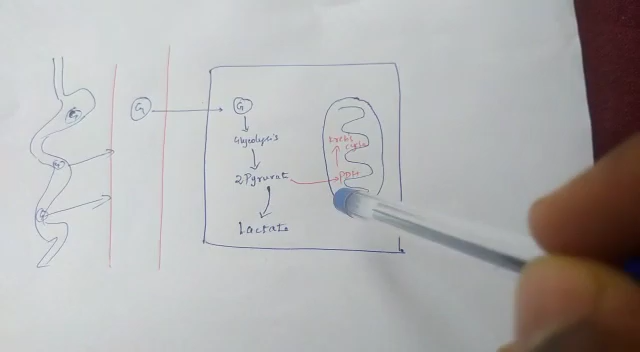 G
G
G
G
G
Glycolysis
2 Pyruvat
Lactate
Krebs
cycle
PDH